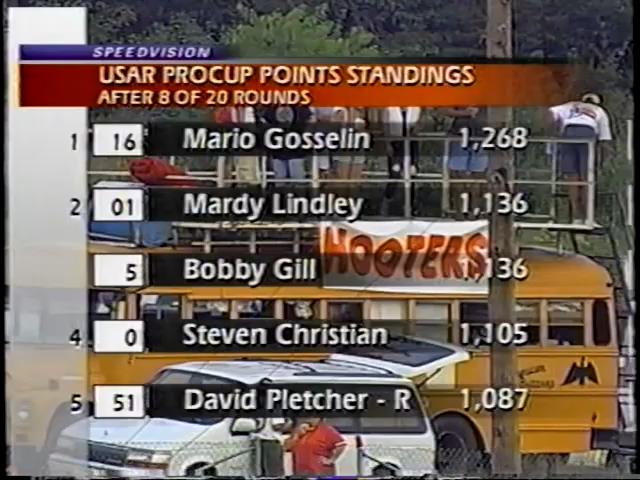 SPEEDVISION
USAR PROCUP POINTS STANDINGS
AFTER 8 OF 20 ROUNDS
1 16 Mario Gosselin 1,268
2 01 Mardy Lindley 1,136
5 Bobby Gill 1,136
HOOTERS
4 0 Steven Christian 1,105
5 51 David Pletcher - R 1,087